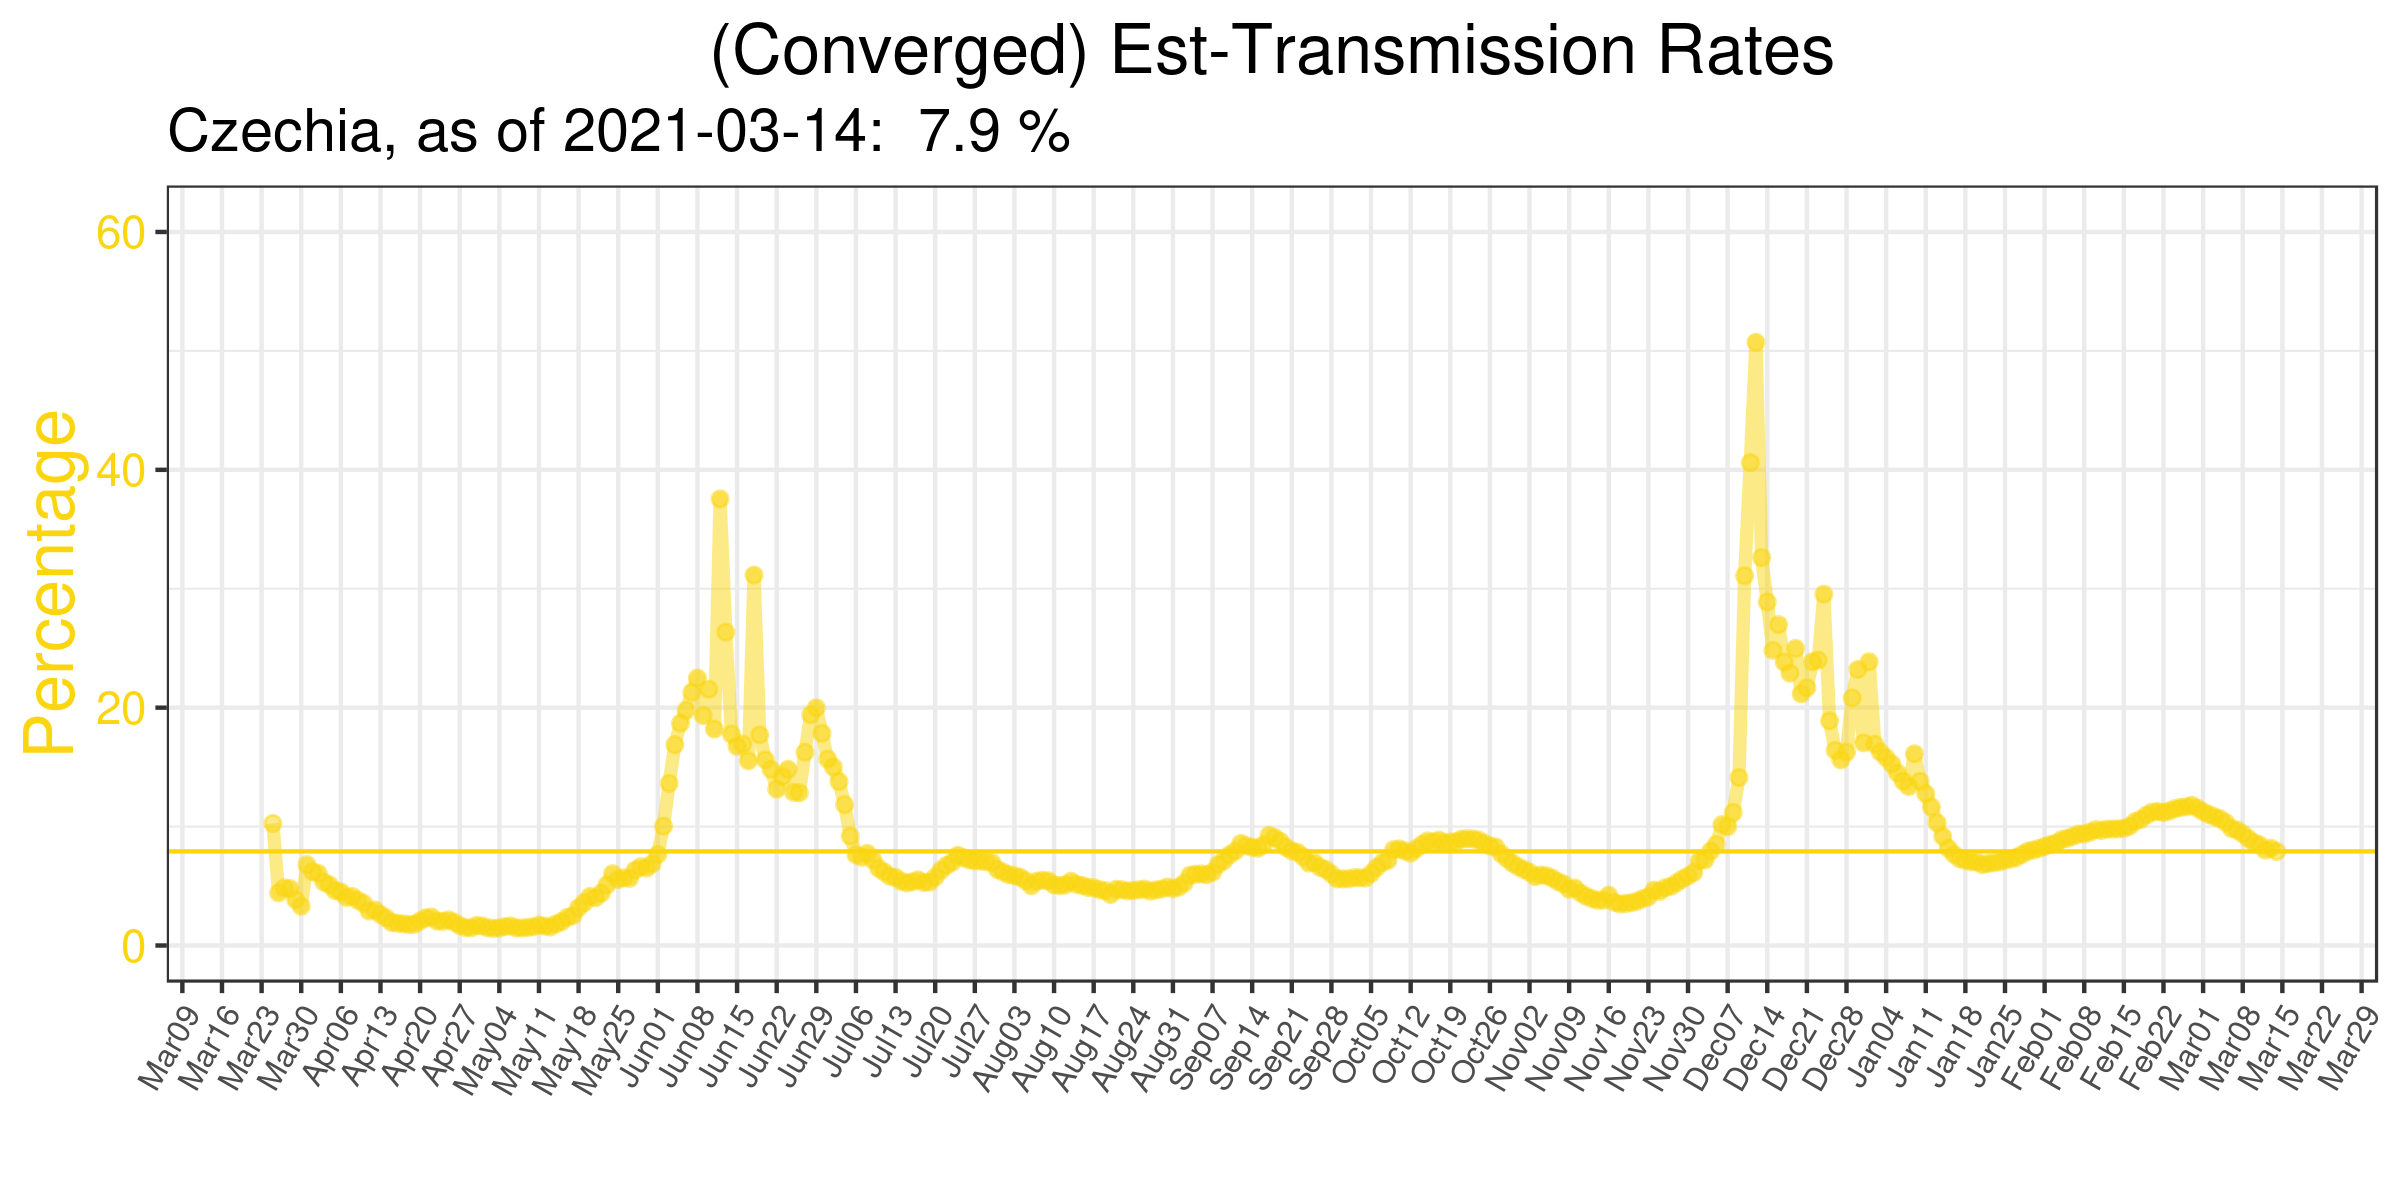 (Converged) Est-Transmission Rates
Czechia, as of 2021-03-14:  7.9 %
Percentage
60
40
20
0
Mar09 Mar16 Mar23 Mar30 Apr06 Apr13 Apr20 Apr27 May04 May11 May18 May25 Jun01 Jun08 Jun15 Jun22 Jun29 Jul06 Jul13 Jul20 Jul27 Aug03 Aug10 Aug17 Aug24 Aug31 Sep07 Sep14 Sep21 Sep28 Oct05 Oct12 Oct19 Oct26 Nov02 Nov09 Nov16 Nov23 Nov30 Dec07 Dec14 Dec21 Dec28 Jan04 Jan11 Jan18 Jan25 Feb01 Feb08 Feb15 Feb22 Mar01 Mar08 Mar15 Mar22 Mar29